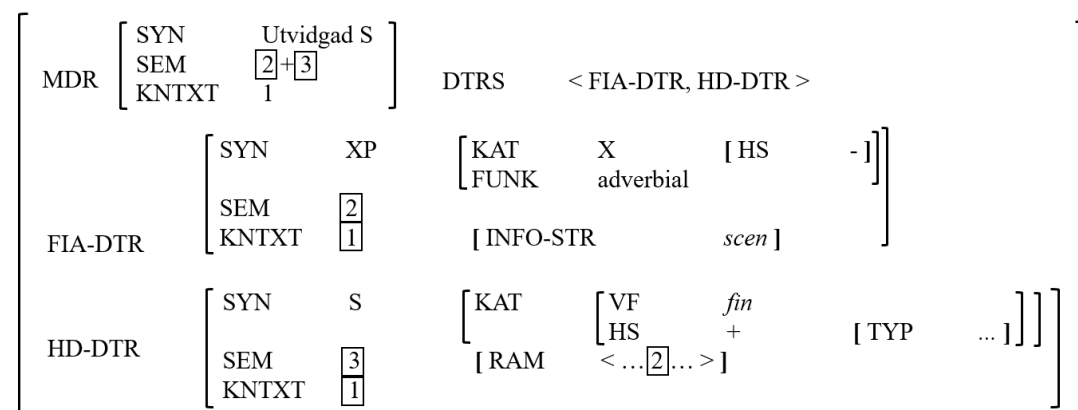 SYN Utvidgad S
MDR SEM 2+3 DTRS < FIA-DTR, HD-DTR >
KNTXT 1
SYN XP [KAT X [ HS - ]]
FUNK adverbial
SEM 2
FIA-DTR KNTXT 1 [ INFO-STR scen ]
SYN S [KAT [VF fin ]]]
HS + [ TYP ... ]
HD-DTR SEM 3 [ RAM < …2… > ]
KNTXT 1